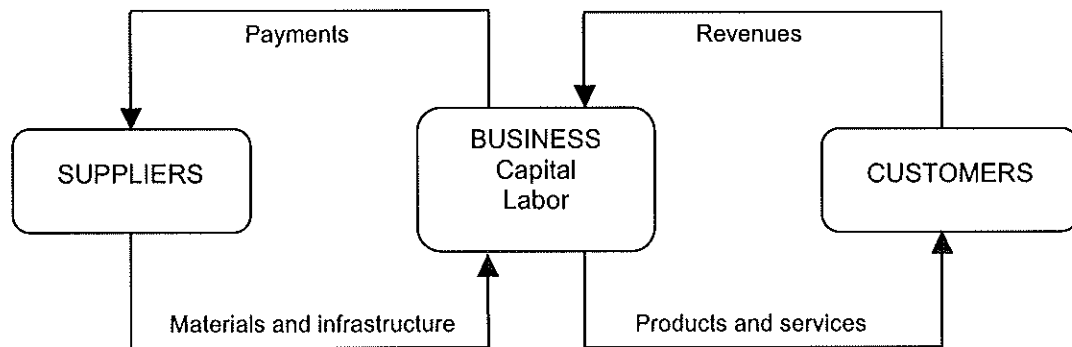 Payments
Revenues
SUPPLIERS
BUSINESS
Capital
Labor
CUSTOMERS
Materials and infrastructure
Products and services